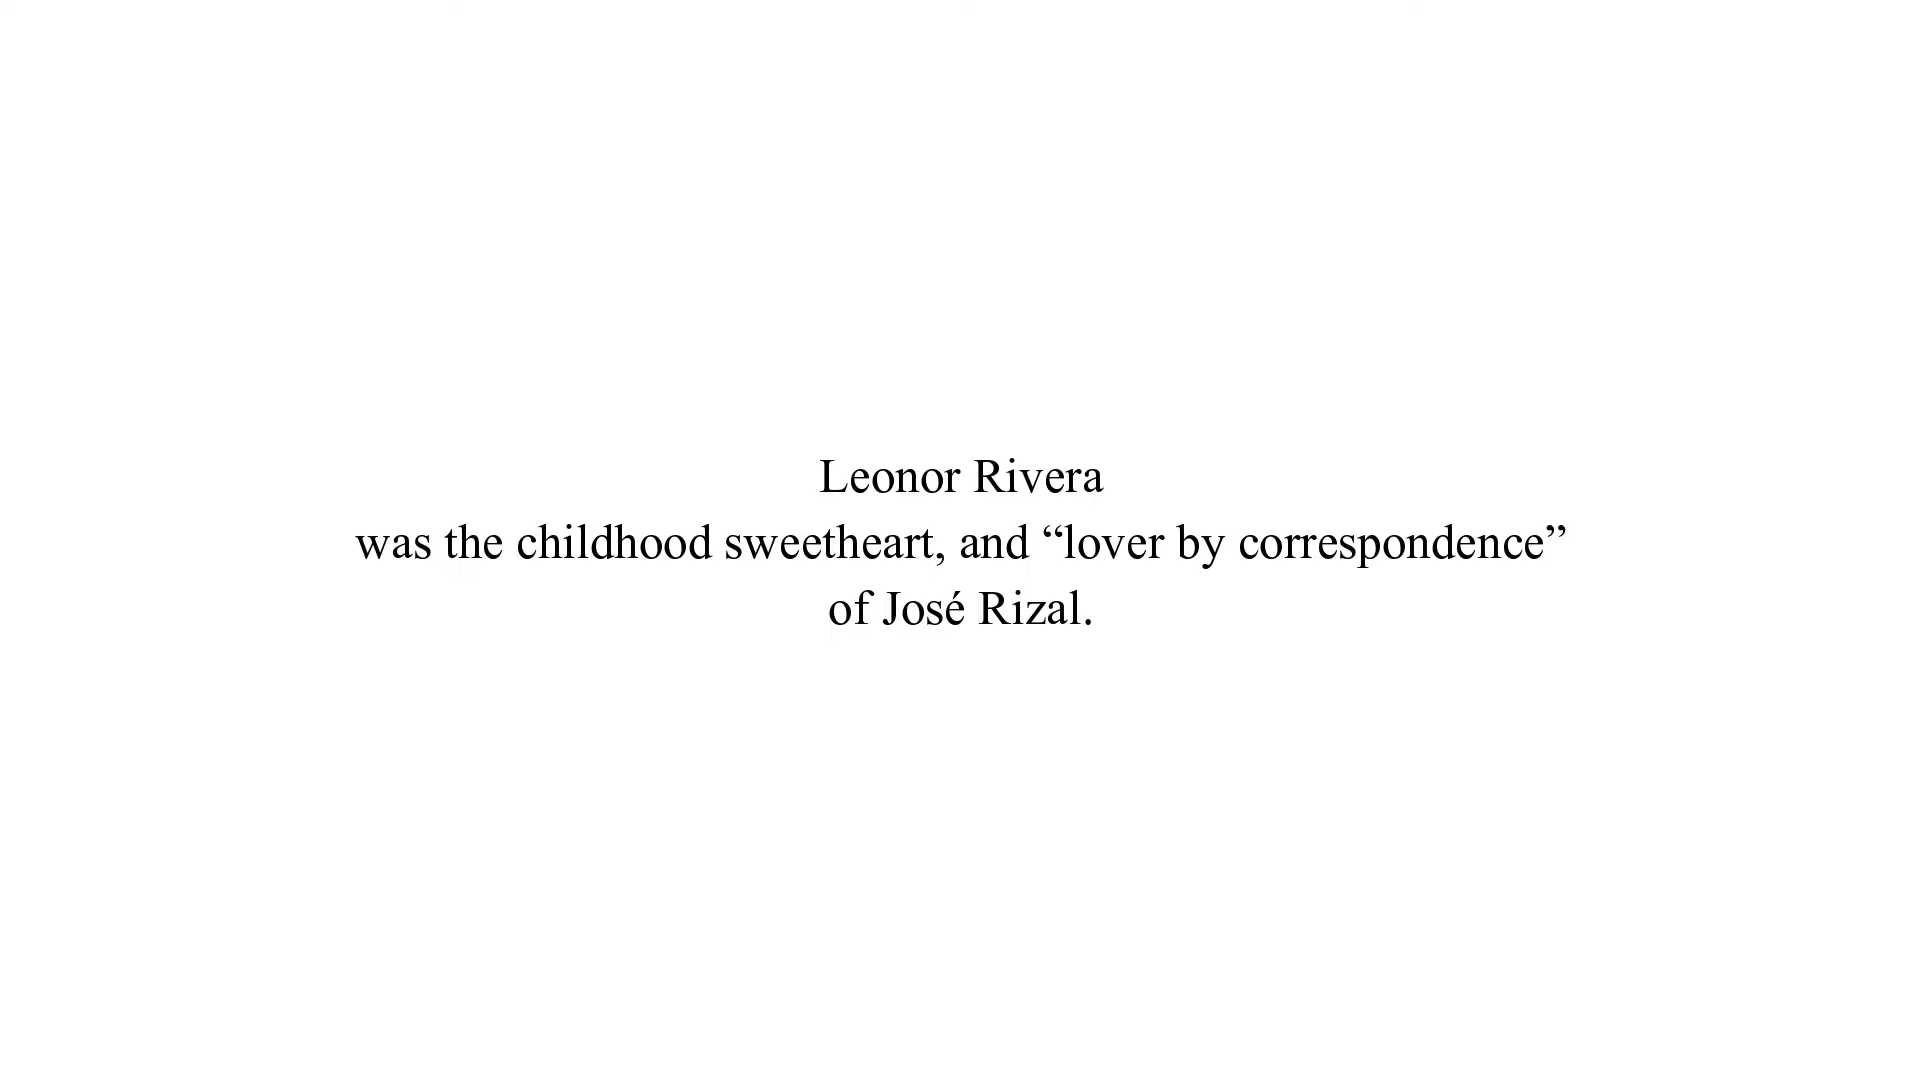 Leonor Rivera
was the childhood sweetheart, and “lover by correspondence”
of José Rizal.